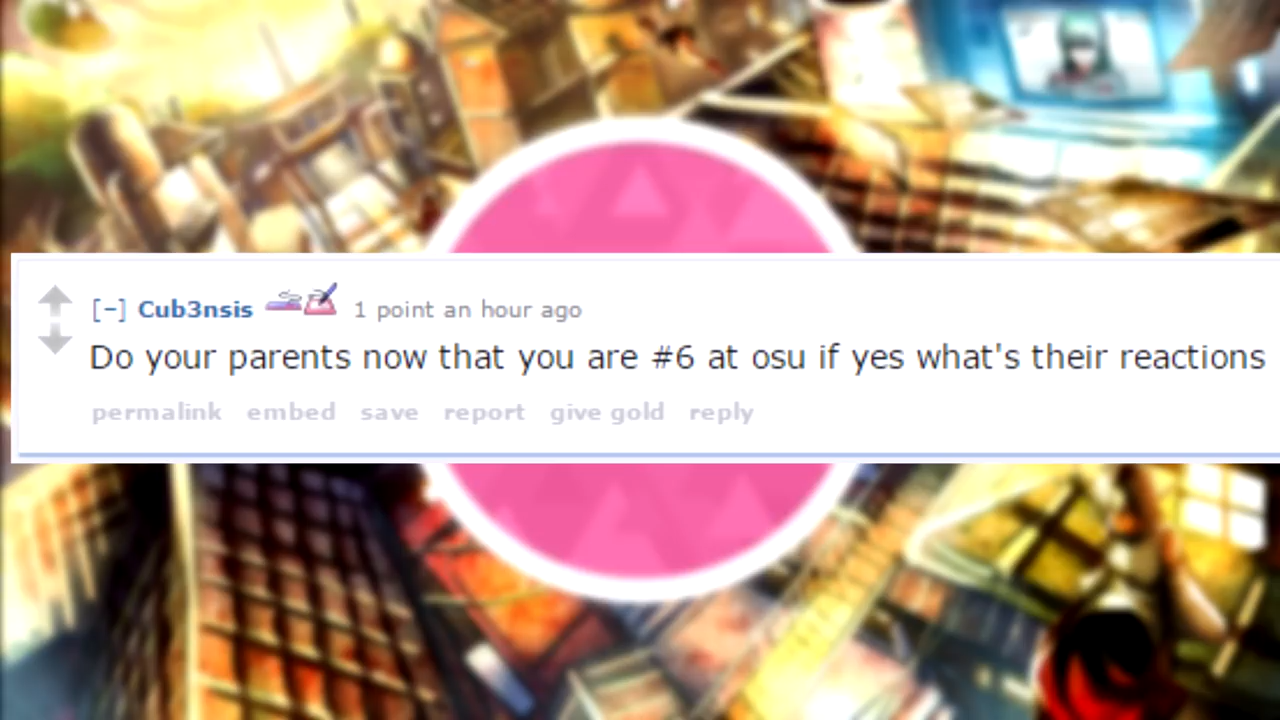 [–] Cub3nsis 1 point an hour ago
Do your parents now that you are #6 at osu if yes what's their reactions
permalink embed save report give gold reply